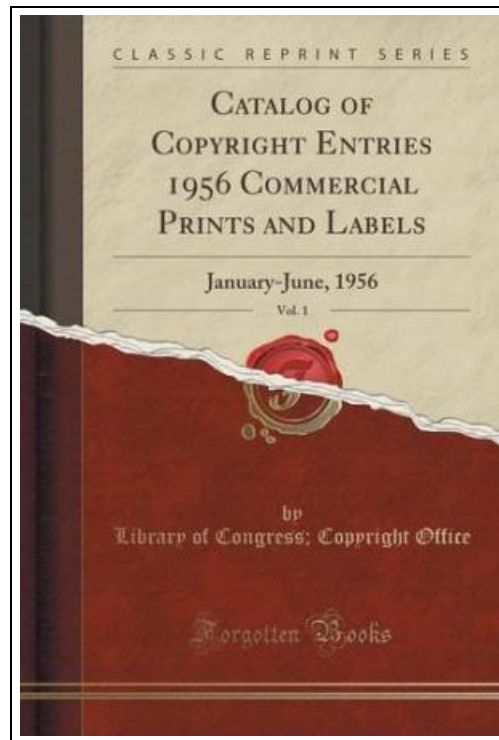 CLASSIC REPRINT SERIES
CATALOG OF
COPYRIGHT ENTRIES
1956 COMMERCIAL
PRINTS AND LABELS
January-June, 1956
Vol. 1
by
Library of Congress; Copyright Office
Forgotten Books